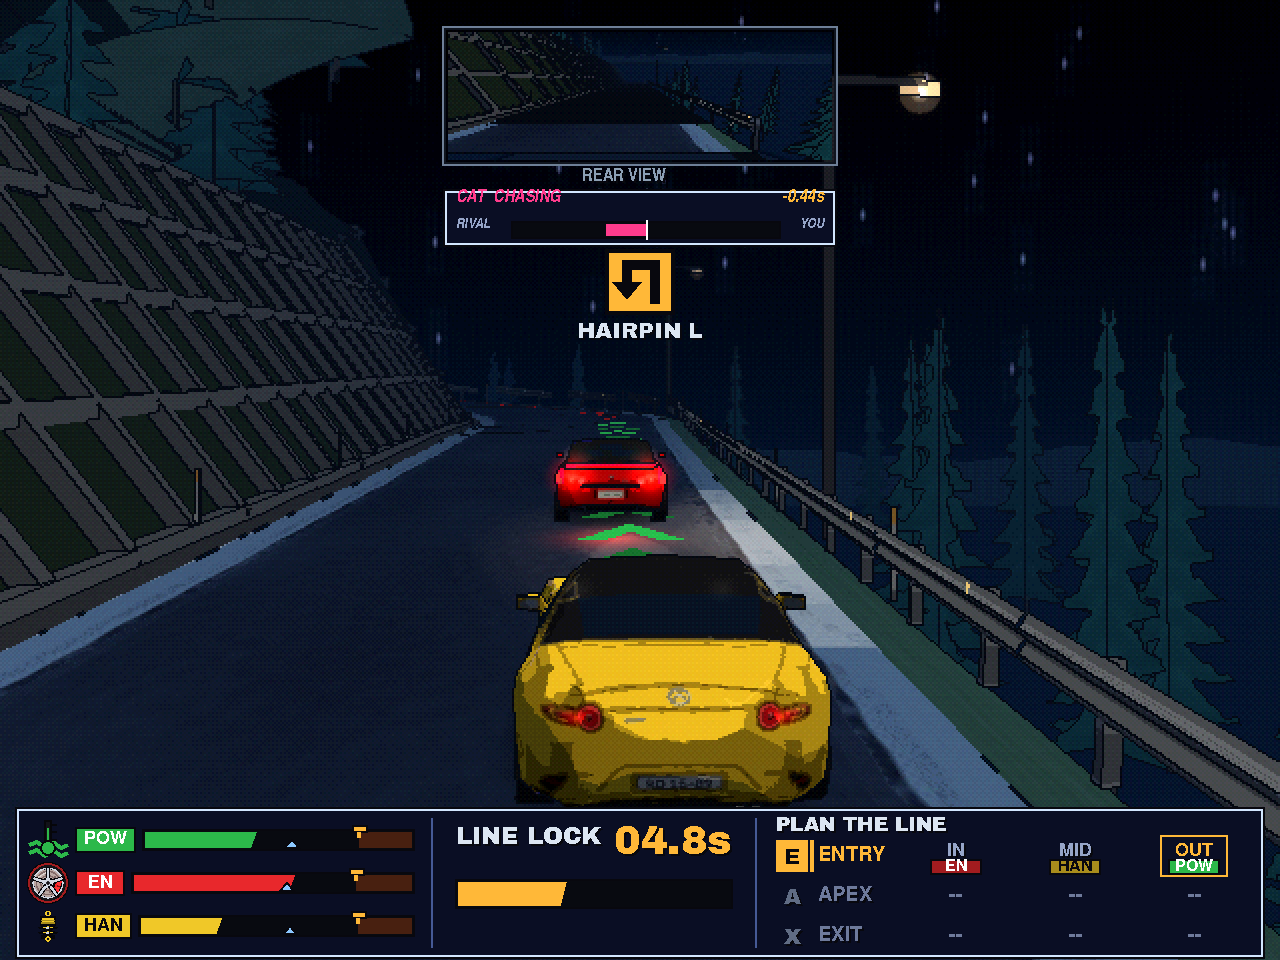 REAR VIEW
CAT CHASING -0.44s
RIVAL YOU
HAIRPIN L
POW
EN
HAN
LINE LOCK 04.8s
PLAN THE LINE
E ENTRY IN EN MID HAN OUT POW
A APEX -- -- --
X EXIT -- -- --